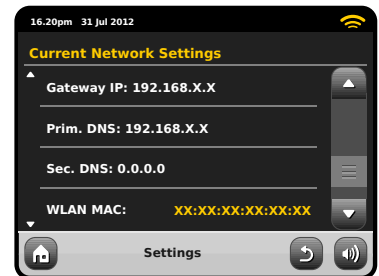 16.20pm 31 Jul 2012
Current Network Settings
Gateway IP: 192.168.X.X
Prim. DNS: 192.168.X.X
Sec. DNS: 0.0.0.0
WLAN MAC: XX:XX:XX:XX:XX:XX
Settings